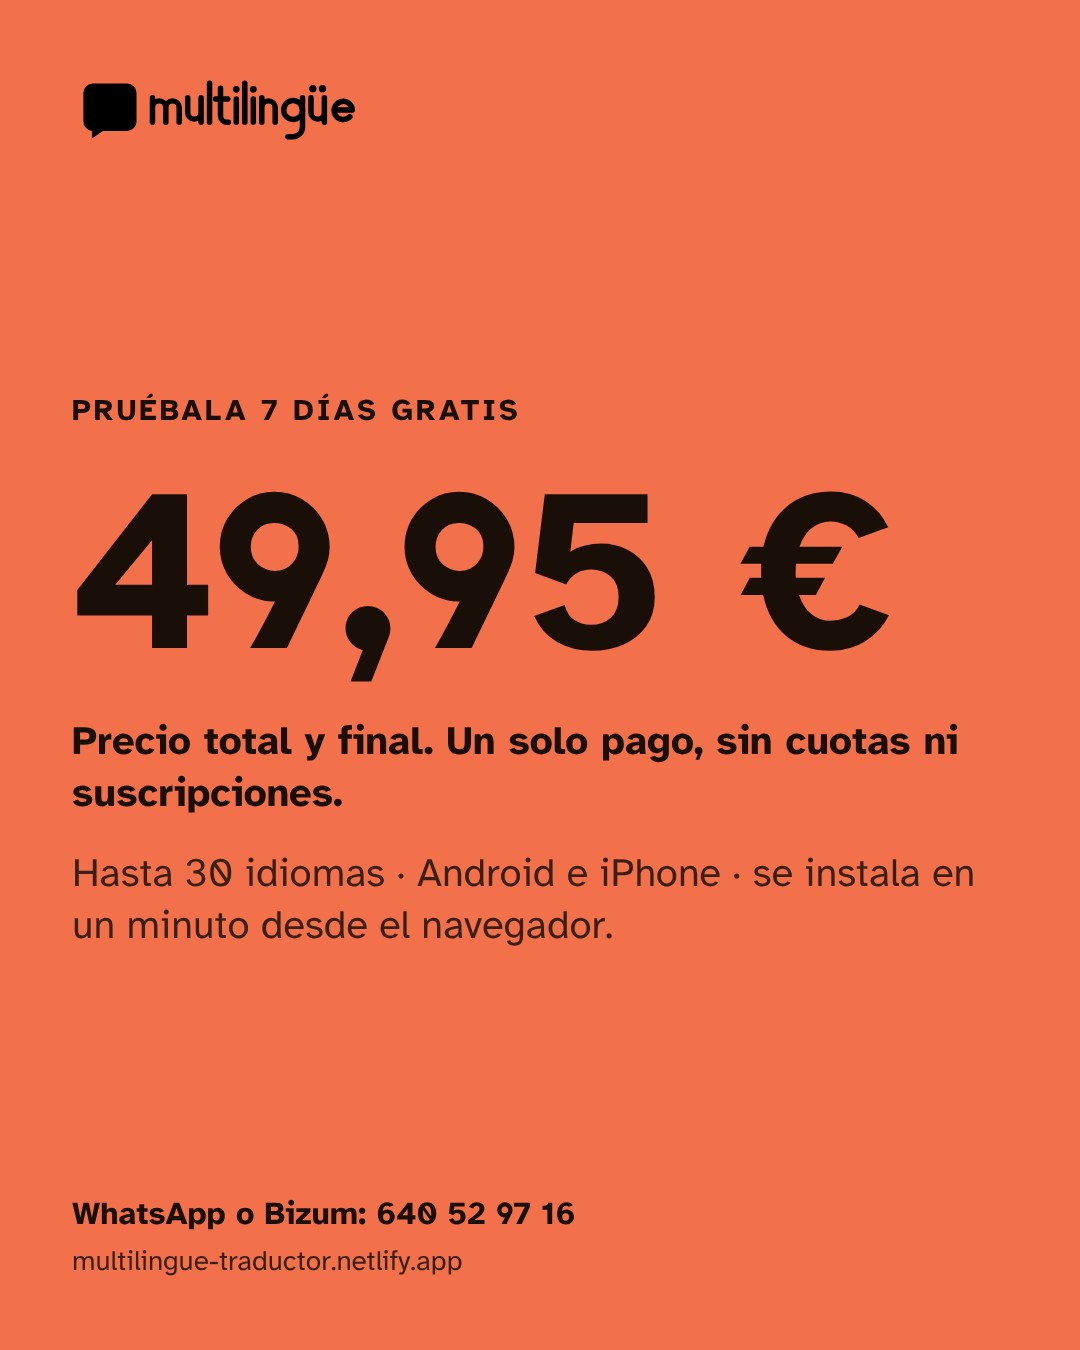 multilingüe
PRUÉBALA 7 DÍAS GRATIS
49,95 €
Precio total y final. Un solo pago, sin cuotas ni
suscripciones.
Hasta 30 idiomas · Android e iPhone · se instala en
un minuto desde el navegador.
WhatsApp o Bizum: 640 52 97 16
multilingue-traductor.netlify.app